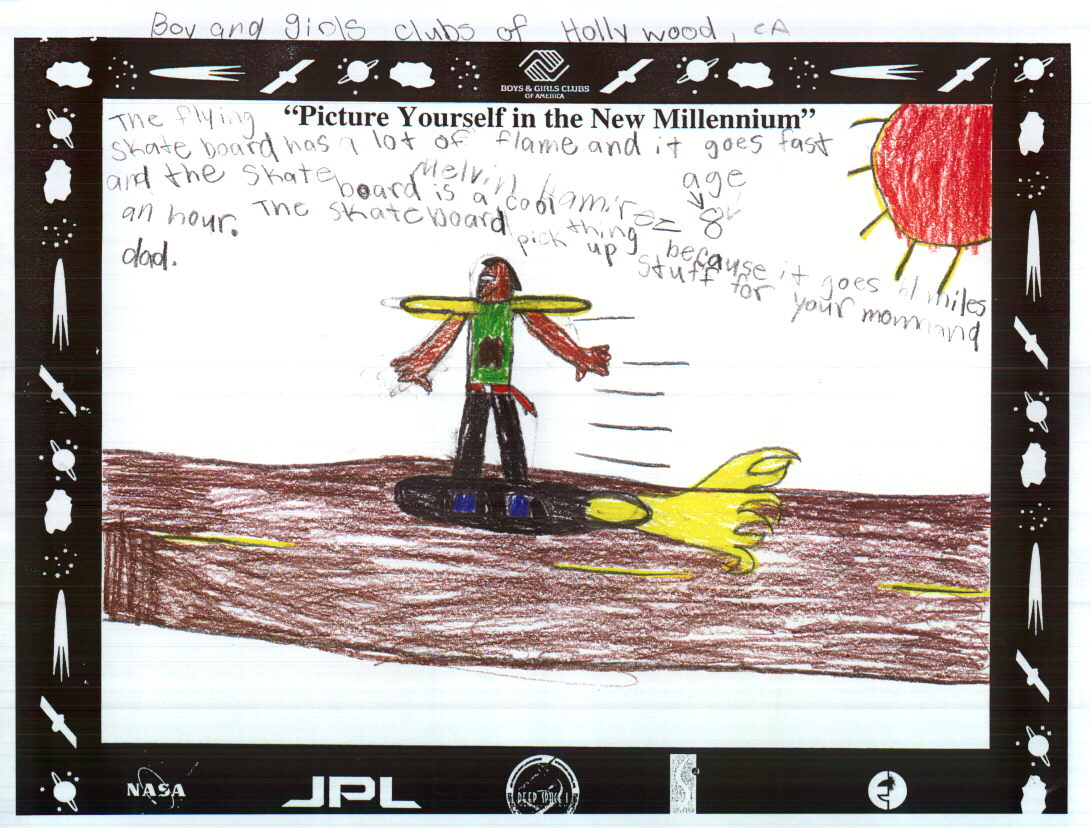 Boy and girls clubs of Hollywood, CA
BOYS & GIRLS CLUBS
OF AMERICA
"Picture Yourself in the New Millennium"
The flying
skate board has a lot of flame and it goes fast
and the skate board is a cool thing because it goes 61 miles
an hour. The skateboard pick up stuff for your mom and
dad.
Melvin Ramirez
age
8
NASA
JPL
DEEP SPACE 1